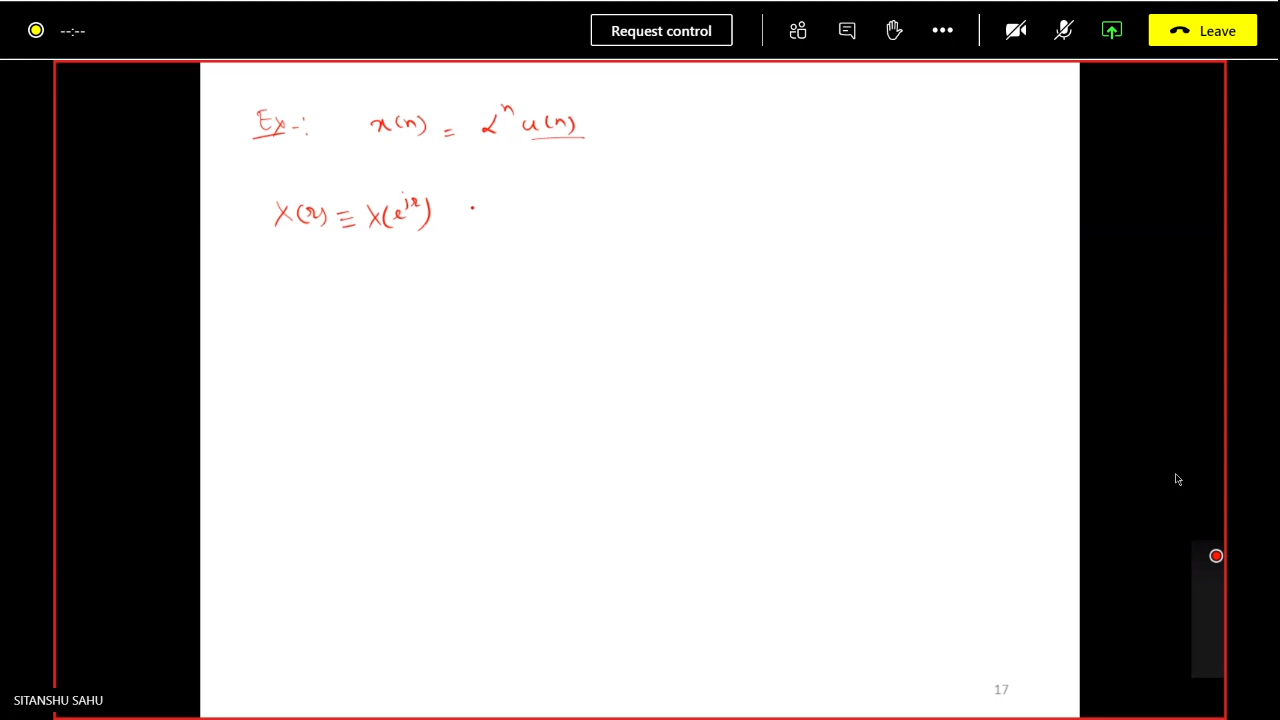 --:--
Request control
Leave
Ex-: x(n) = α^n u(n)
X(Ω) ≡ X(e^{jΩ})
17
SITANSHU SAHU